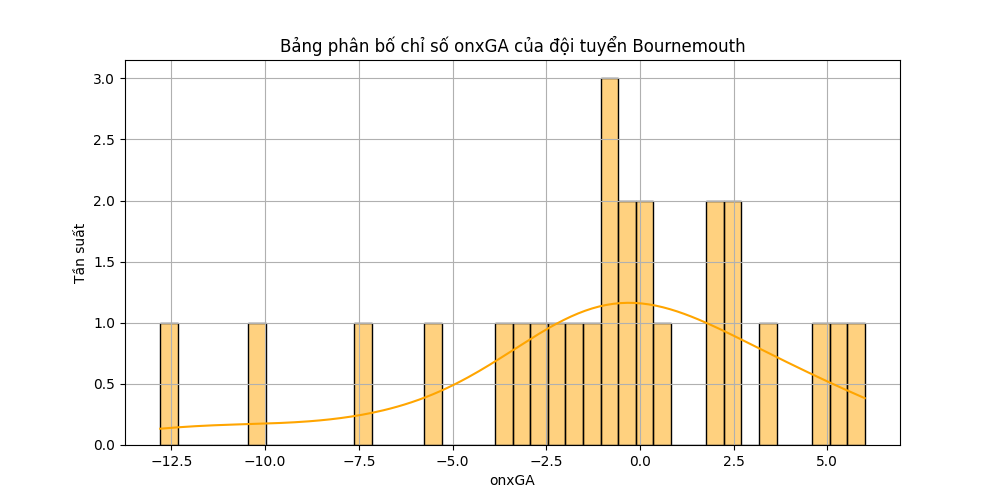 Bảng phân bố chỉ số onxGA của đội tuyển Bournemouth
Tần suất
3.0
2.5
2.0
1.5
1.0
0.5
0.0
−12.5 −10.0 −7.5 −5.0 −2.5 0.0 2.5 5.0
onxGA